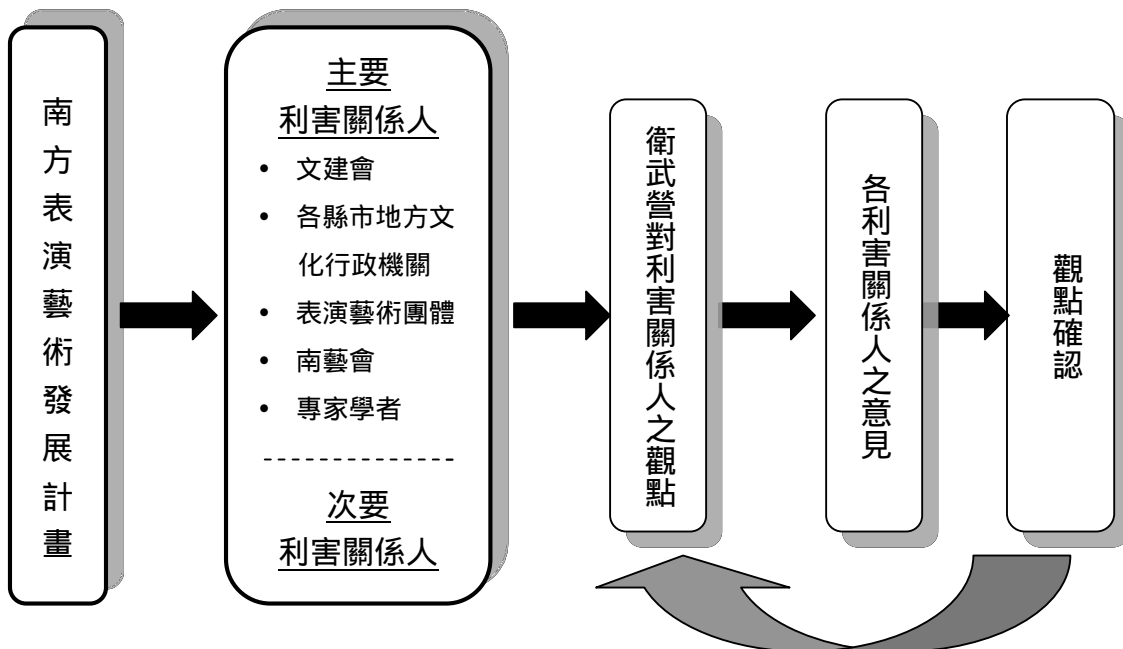 南方表演藝術發展計畫
主要
利害關係人
• 文建會
• 各縣市地方文
化行政機關
• 表演藝術團體
• 南藝會
• 專家學者
--------------
次要
利害關係人
衛武營對利害關係人之觀點
各利害關係人之意見
觀點確認